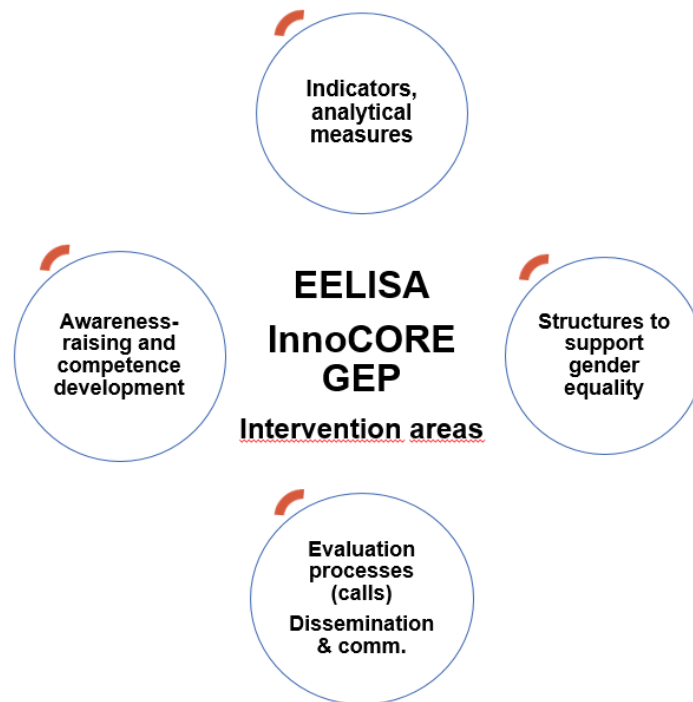 Indicators,
analytical
measures
Awareness-
raising and
competence
development
EELISA
InnoCORE
GEP
Intervention areas
Structures to
support
gender
equality
Evaluation
processes
(calls)
Dissemination
& comm.